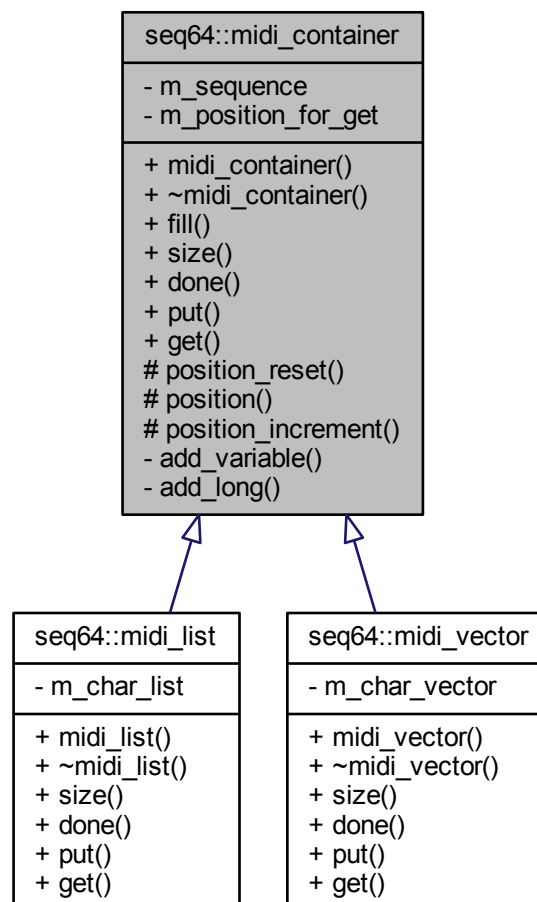 seq64::midi_container
- m_sequence
- m_position_for_get
+ midi_container()
+ ~midi_container()
+ fill()
+ size()
+ done()
+ put()
+ get()
# position_reset()
# position()
# position_increment()
- add_variable()
- add_long()
seq64::midi_list
- m_char_list
+ midi_list()
+ ~midi_list()
+ size()
+ done()
+ put()
+ get()
seq64::midi_vector
- m_char_vector
+ midi_vector()
+ ~midi_vector()
+ size()
+ done()
+ put()
+ get()